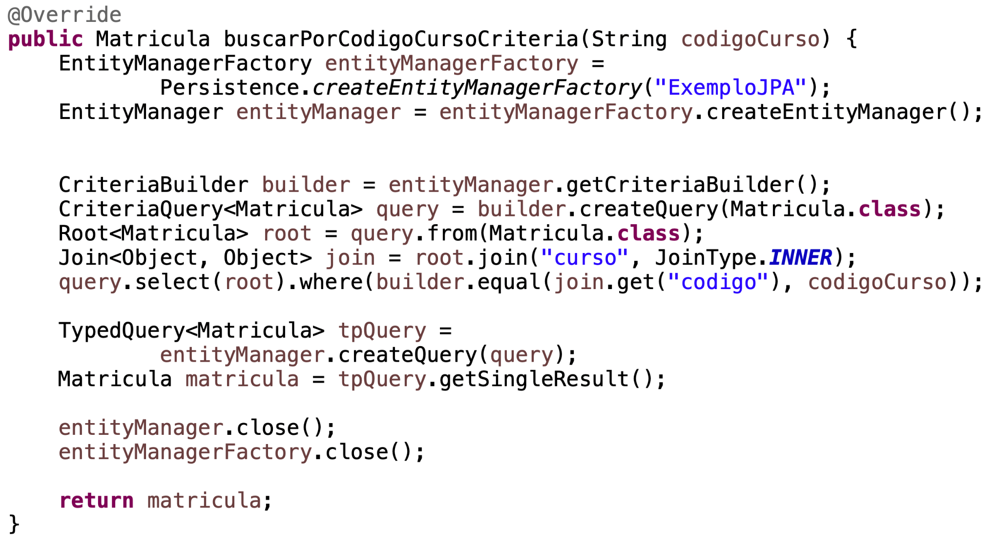 @Override
public Matricula buscarPorCodigoCursoCriteria(String codigoCurso) {
    EntityManagerFactory entityManagerFactory =
            Persistence.createEntityManagerFactory("ExemploJPA");
    EntityManager entityManager = entityManagerFactory.createEntityManager();
    CriteriaBuilder builder = entityManager.getCriteriaBuilder();
    CriteriaQuery<Matricula> query = builder.createQuery(Matricula.class);
    Root<Matricula> root = query.from(Matricula.class);
    Join<Object, Object> join = root.join("curso", JoinType.INNER);
    query.select(root).where(builder.equal(join.get("codigo"), codigoCurso));
    TypedQuery<Matricula> tpQuery =
            entityManager.createQuery(query);
    Matricula matricula = tpQuery.getSingleResult();
    entityManager.close();
    entityManagerFactory.close();
    return matricula;
}